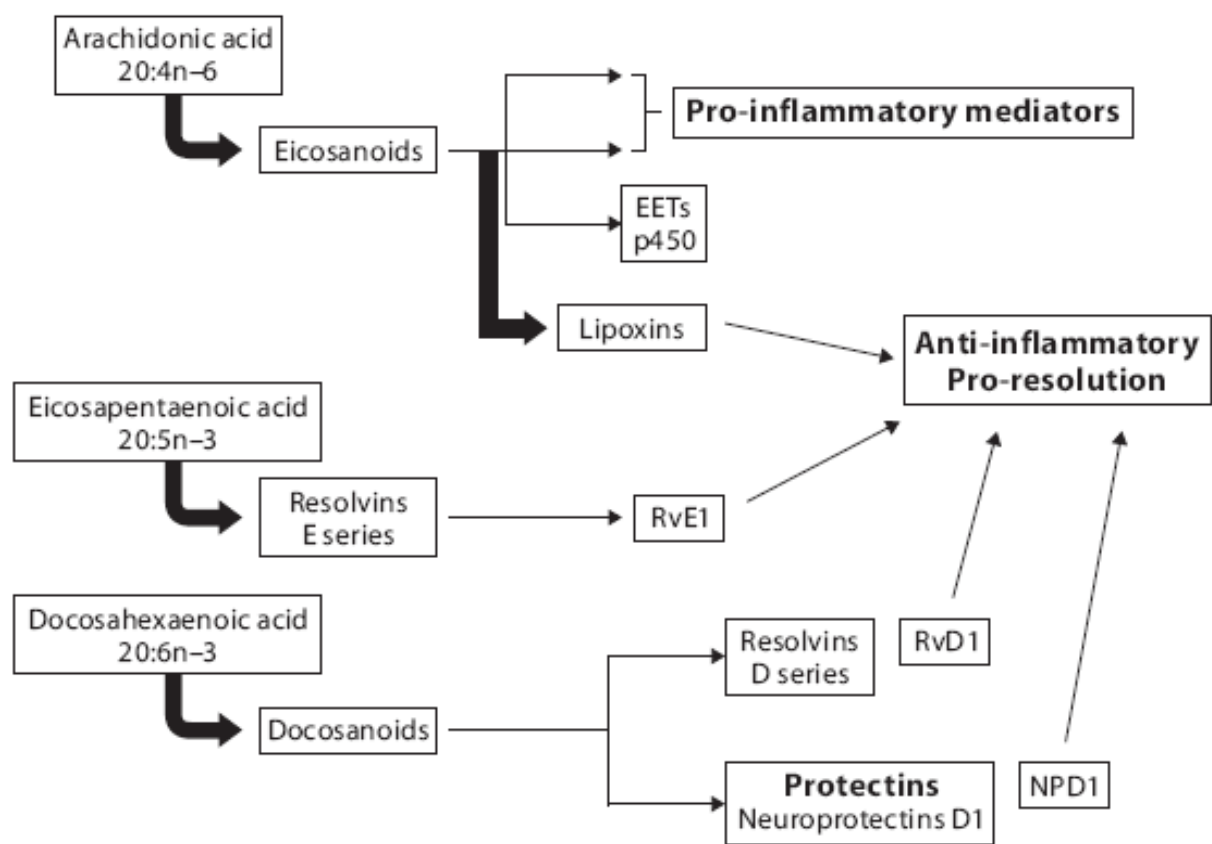 Arachidonic acid
20:4n–6
Eicosanoids
Pro-inflammatory mediators
EETs
p450
Lipoxins
Anti-inflammatory
Pro-resolution
Eicosapentaenoic acid
20:5n–3
Resolvins
E series
RvE1
Docosahexaenoic acid
20:6n–3
Docosanoids
Resolvins
D series
RvD1
Protectins
Neuroprotectins D1
NPD1